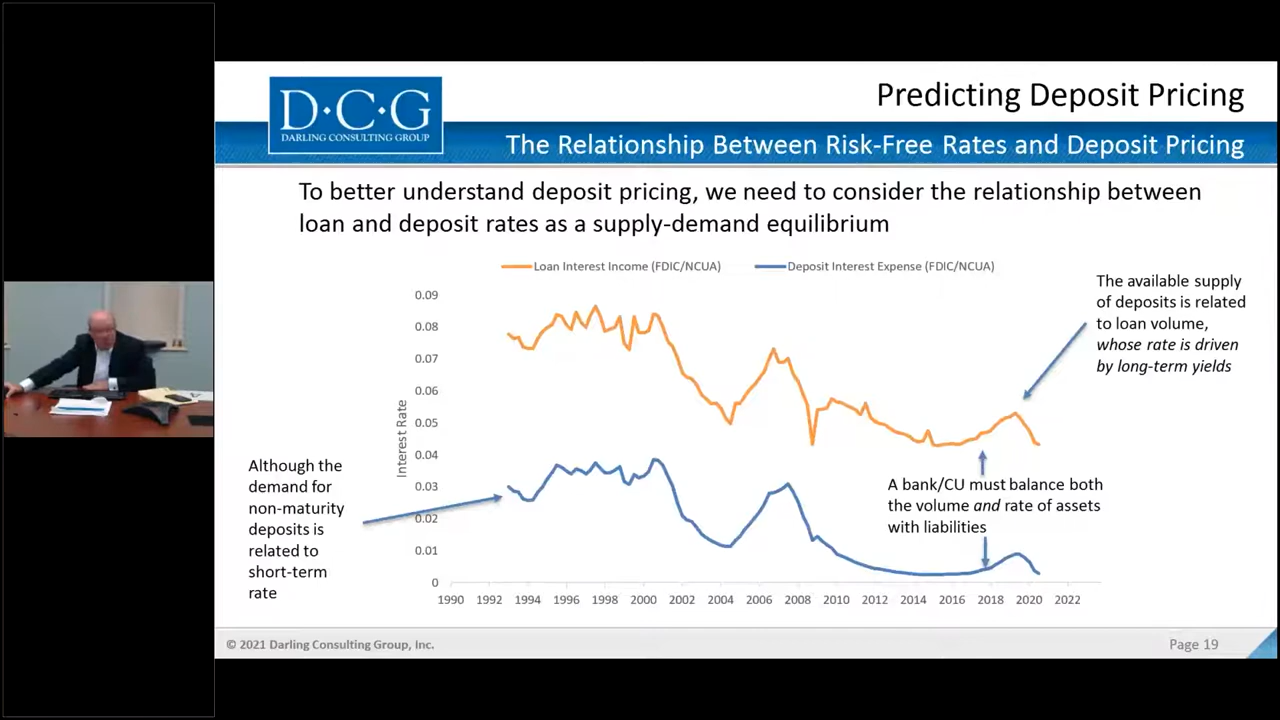 D·C·G
DARLING CONSULTING GROUP
Predicting Deposit Pricing
The Relationship Between Risk-Free Rates and Deposit Pricing
To better understand deposit pricing, we need to consider the relationship between
loan and deposit rates as a supply-demand equilibrium
Loan Interest Income (FDIC/NCUA)
Deposit Interest Expense (FDIC/NCUA)
The available supply
of deposits is related
to loan volume,
whose rate is driven
by long-term yields
0.09
0.08
0.07
0.06
0.05
0.04
0.03
0.02
0.01
0
Interest Rate
Although the
demand for
non-maturity
deposits is
related to
short-term
rate
A bank/CU must balance both
the volume and rate of assets
with liabilities
1990 1992 1994 1996 1998 2000 2002 2004 2006 2008 2010 2012 2014 2016 2018 2020 2022
© 2021 Darling Consulting Group, Inc.
Page 19